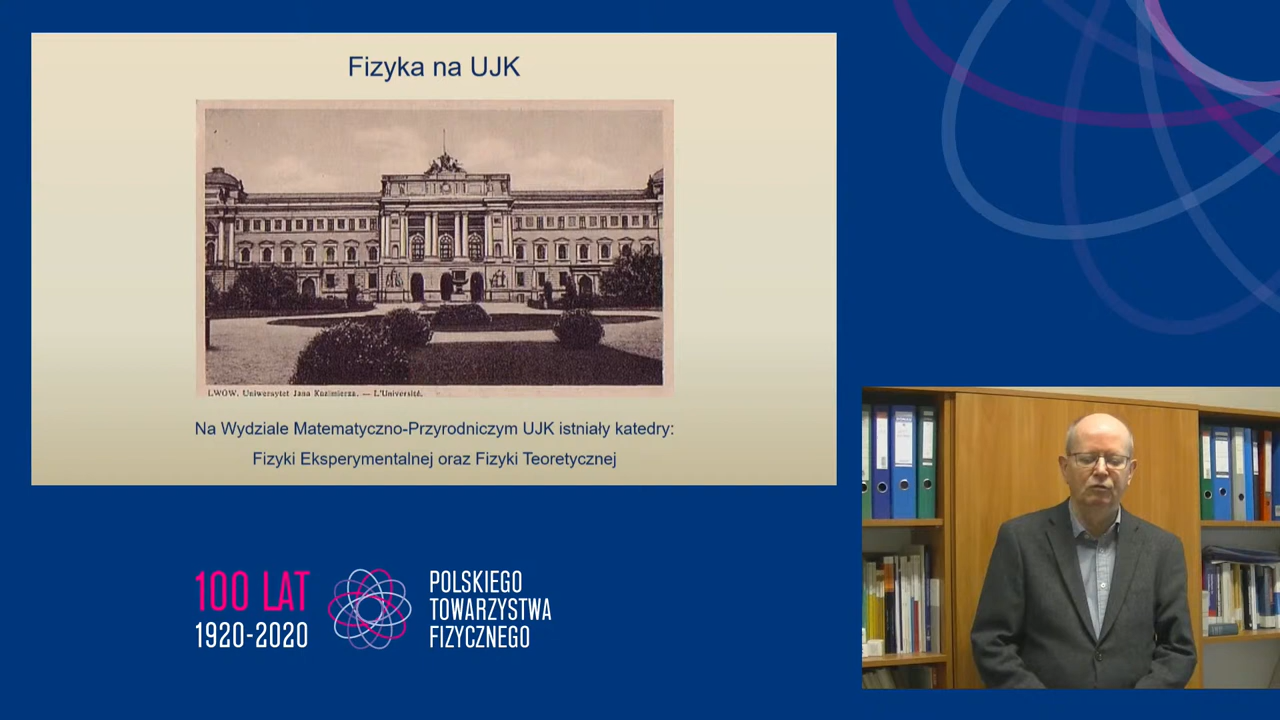 Fizyka na UJK
LWÓW. Uniwersytet Jana Kazimierza. — L'Université.
Na Wydziale Matematyczno-Przyrodniczym UJK istniały katedry:
Fizyki Eksperymentalnej oraz Fizyki Teoretycznej
100 LAT
1920-2020
POLSKIEGO
TOWARZYSTWA
FIZYCZNEGO